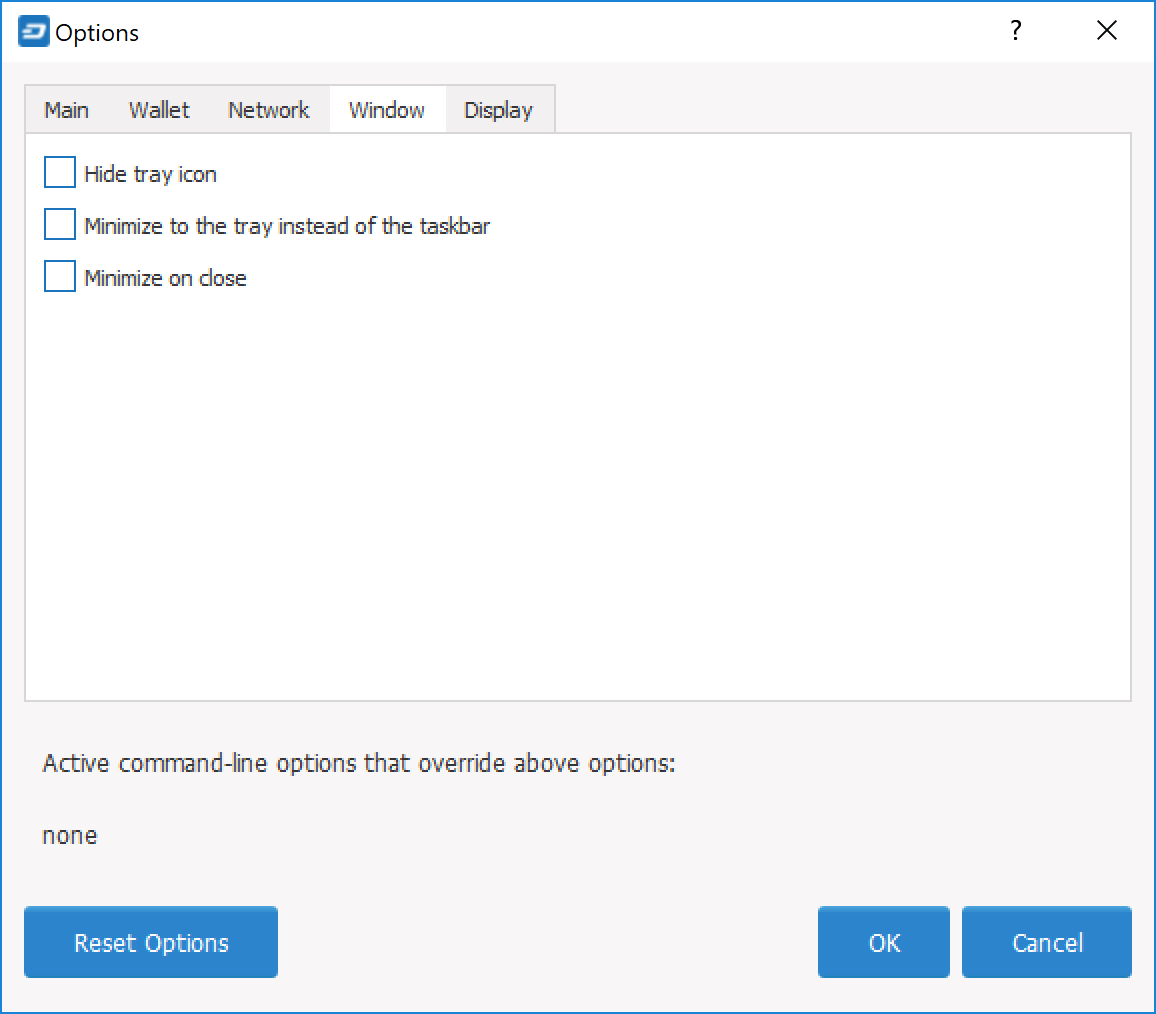 Options ?
Main Wallet Network Window Display
Hide tray icon
Minimize to the tray instead of the taskbar
Minimize on close
Active command-line options that override above options:
none
Reset Options OK Cancel